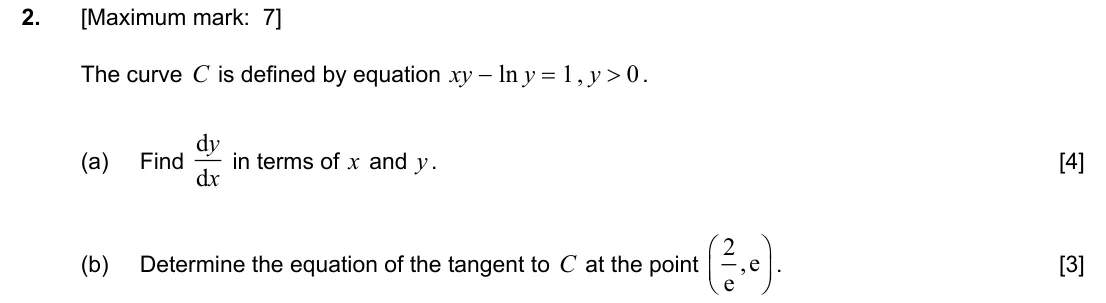 2. [Maximum mark: 7]
The curve C is defined by equation xy − ln y = 1, y > 0.
(a) Find dy/dx in terms of x and y. [4]
(b) Determine the equation of the tangent to C at the point (2/e, e). [3]